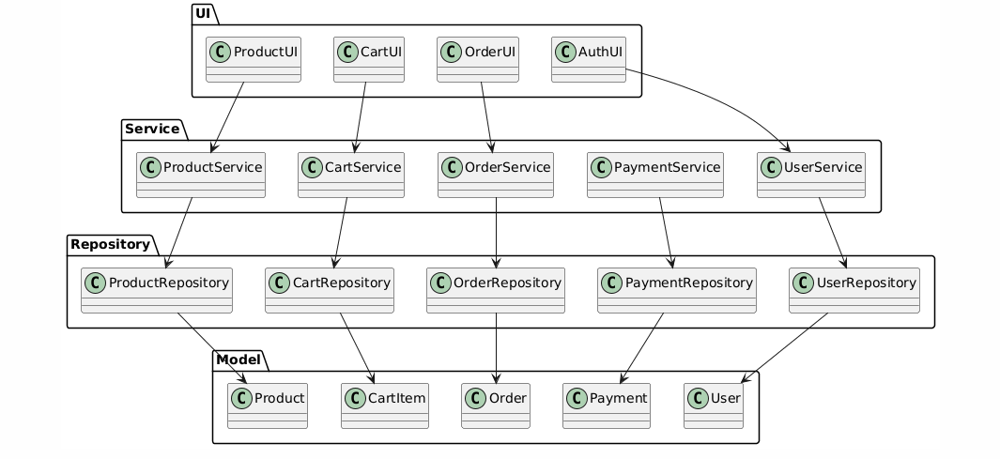 UI
C ProductUI
C CartUI
C OrderUI
C AuthUI
Service
C ProductService
C CartService
C OrderService
C PaymentService
C UserService
Repository
C ProductRepository
C CartRepository
C OrderRepository
C PaymentRepository
C UserRepository
Model
C Product
C CartItem
C Order
C Payment
C User